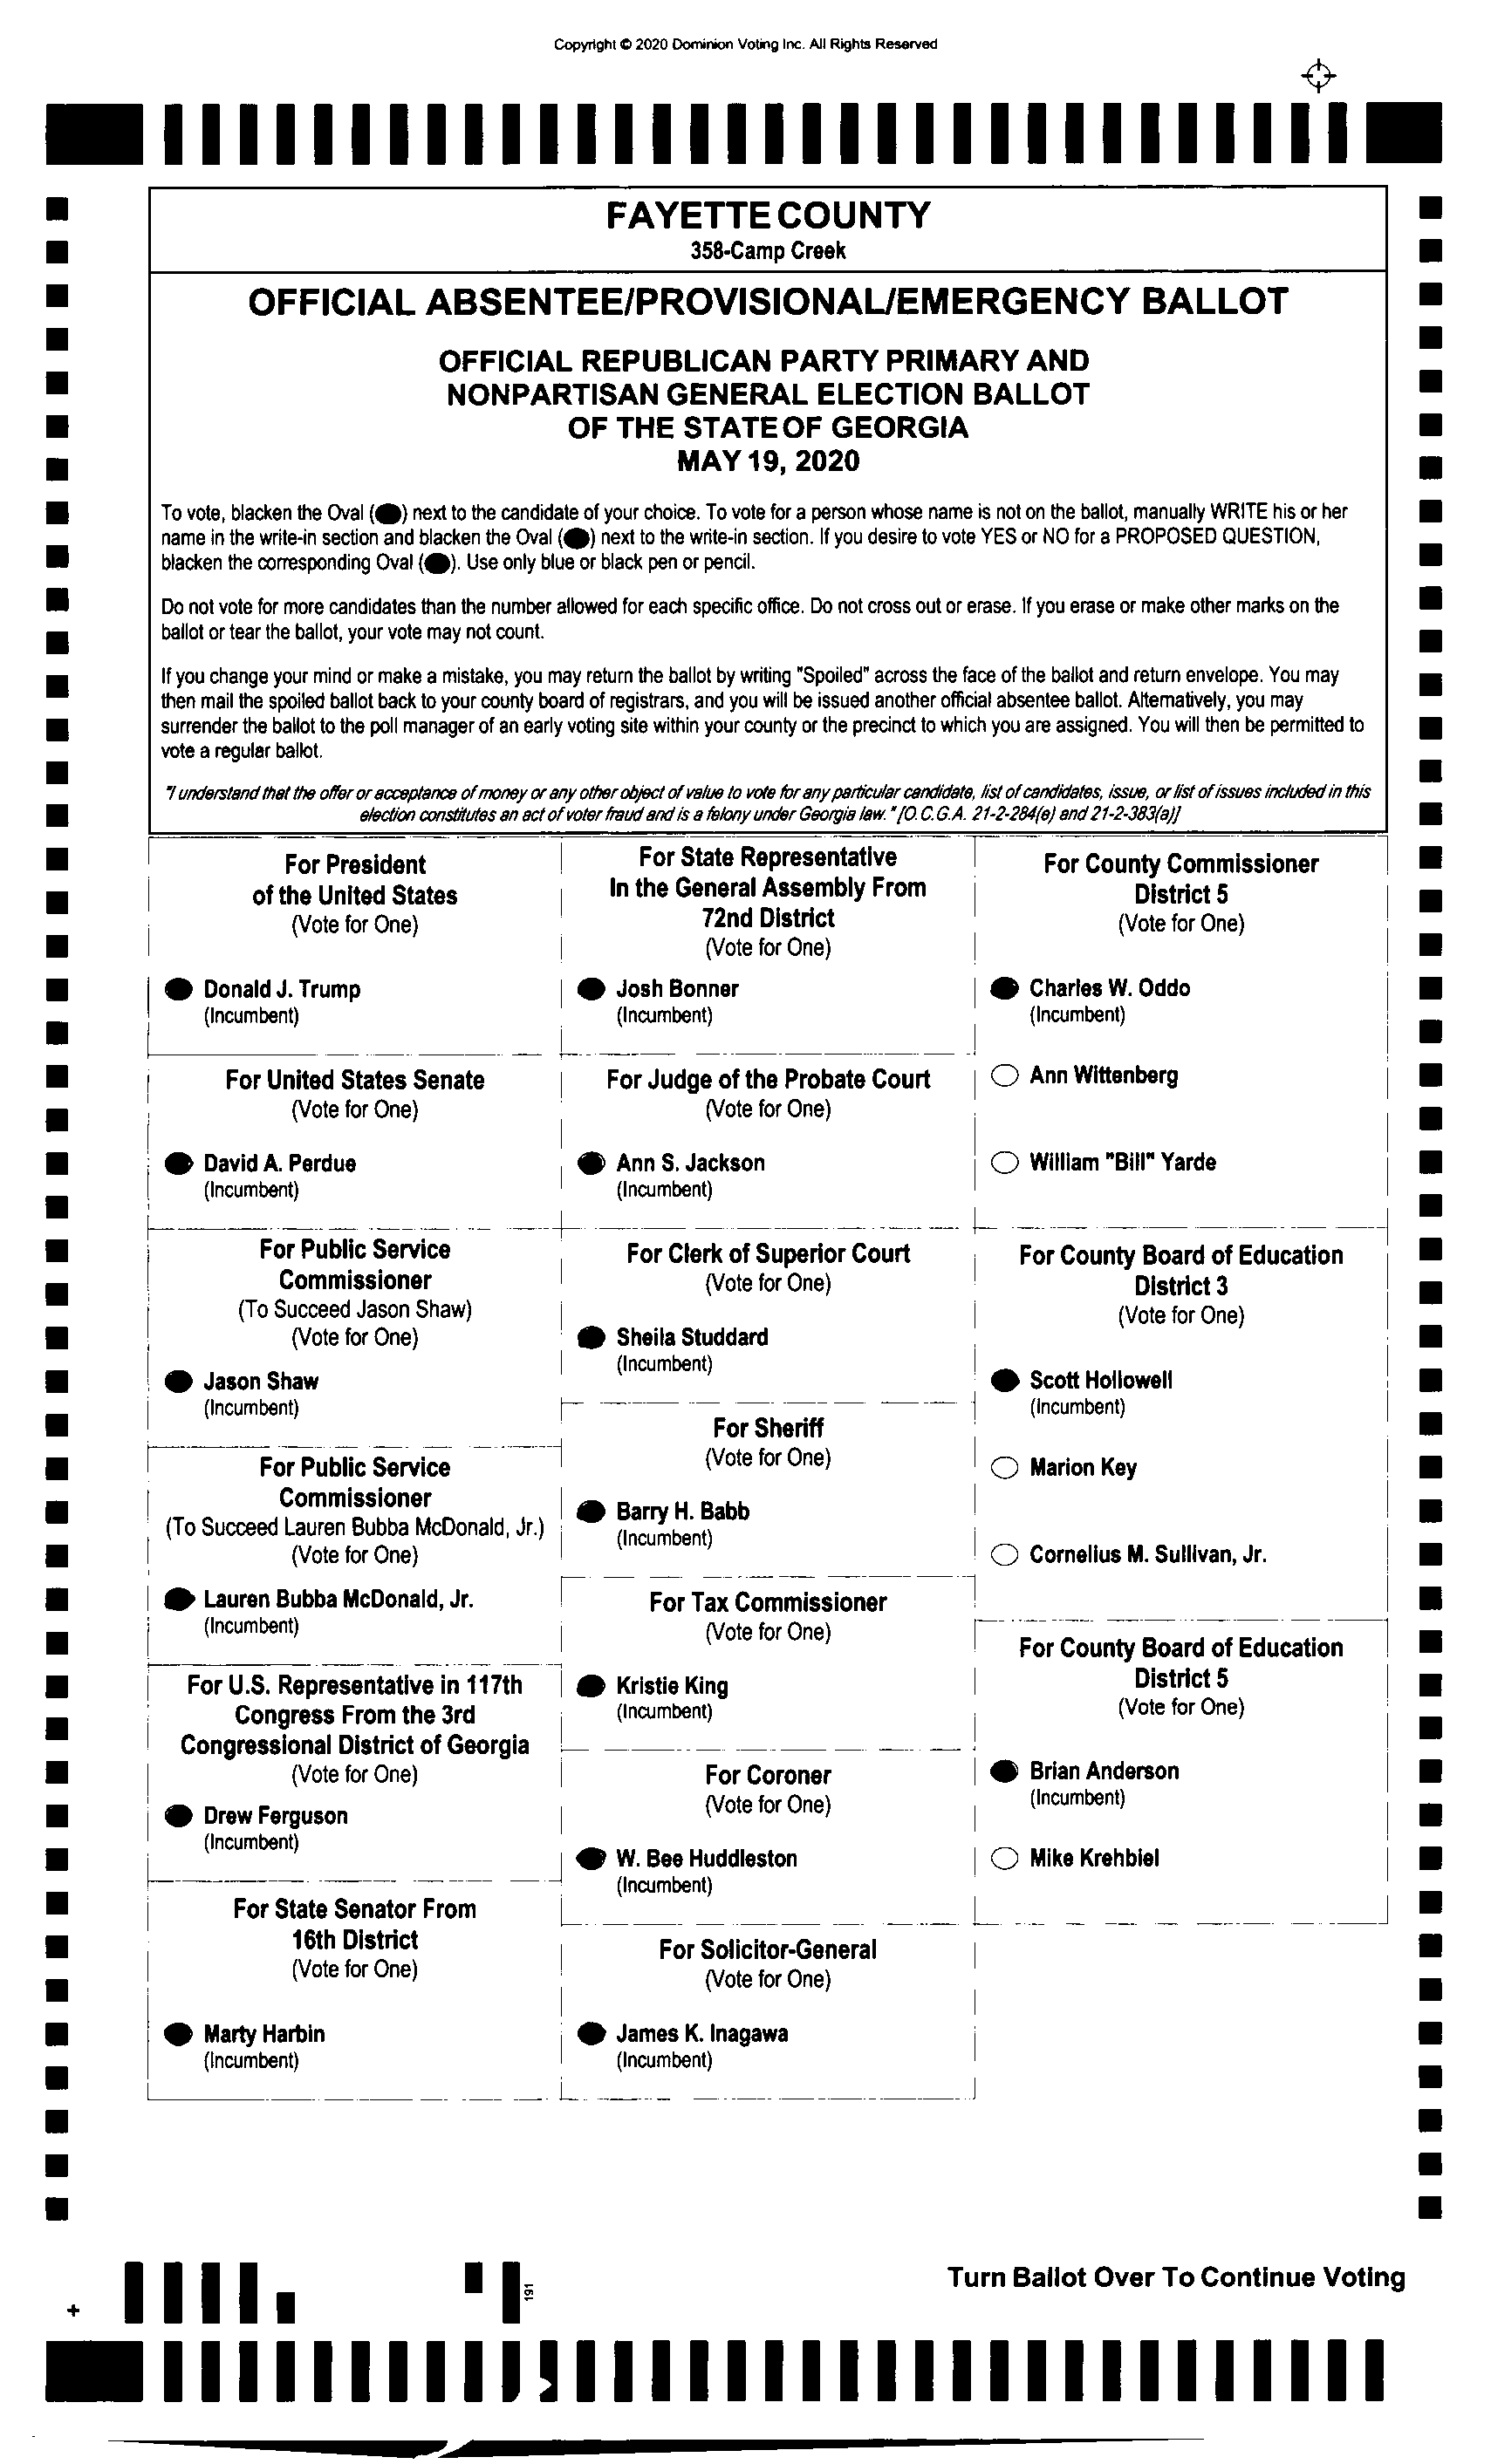 Copyright © 2020 Dominion Voting Inc. All Rights Reserved
FAYETTE COUNTY
358-Camp Creek
OFFICIAL ABSENTEE/PROVISIONAL/EMERGENCY BALLOT
OFFICIAL REPUBLICAN PARTY PRIMARY AND
NONPARTISAN GENERAL ELECTION BALLOT
OF THE STATE OF GEORGIA
MAY 19, 2020
To vote, blacken the Oval (⬬) next to the candidate of your choice. To vote for a person whose name is not on the ballot, manually WRITE his or her
name in the write-in section and blacken the Oval (⬬) next to the write-in section. If you desire to vote YES or NO for a PROPOSED QUESTION,
blacken the corresponding Oval (⬬). Use only blue or black pen or pencil.
Do not vote for more candidates than the number allowed for each specific office. Do not cross out or erase. If you erase or make other marks on the
ballot or tear the ballot, your vote may not count.
If you change your mind or make a mistake, you may return the ballot by writing "Spoiled" across the face of the ballot and return envelope. You may
then mail the spoiled ballot back to your county board of registrars, and you will be issued another official absentee ballot. Alternatively, you may
surrender the ballot to the poll manager of an early voting site within your county or the precinct to which you are assigned. You will then be permitted to
vote a regular ballot.
"I understand that the offer or acceptance of money or any other object of value to vote for any particular candidate, list of candidates, issue, or list of issues included in this
election constitutes an act of voter fraud and is a felony under Georgia law." [O.C.G.A. 21-2-284(e) and 21-2-383(a)]
For President
of the United States
(Vote for One)
Donald J. Trump
(Incumbent)
For United States Senate
(Vote for One)
David A. Perdue
(Incumbent)
For Public Service
Commissioner
(To Succeed Jason Shaw)
(Vote for One)
Jason Shaw
(Incumbent)
For Public Service
Commissioner
(To Succeed Lauren Bubba McDonald, Jr.)
(Vote for One)
Lauren Bubba McDonald, Jr.
(Incumbent)
For U.S. Representative in 117th
Congress From the 3rd
Congressional District of Georgia
(Vote for One)
Drew Ferguson
(Incumbent)
For State Senator From
16th District
(Vote for One)
Marty Harbin
(Incumbent)
For State Representative
In the General Assembly From
72nd District
(Vote for One)
Josh Bonner
(Incumbent)
For Judge of the Probate Court
(Vote for One)
Ann S. Jackson
(Incumbent)
For Clerk of Superior Court
(Vote for One)
Sheila Studdard
(Incumbent)
For Sheriff
(Vote for One)
Barry H. Babb
(Incumbent)
For Tax Commissioner
(Vote for One)
Kristie King
(Incumbent)
For Coroner
(Vote for One)
W. Bee Huddleston
(Incumbent)
For Solicitor-General
(Vote for One)
James K. Inagawa
(Incumbent)
For County Commissioner
District 5
(Vote for One)
Charles W. Oddo
(Incumbent)
Ann Wittenberg
William "Bill" Yarde
For County Board of Education
District 3
(Vote for One)
Scott Hollowell
(Incumbent)
Marion Key
Cornelius M. Sullivan, Jr.
For County Board of Education
District 5
(Vote for One)
Brian Anderson
(Incumbent)
Mike Krehbiel
Turn Ballot Over To Continue Voting
191